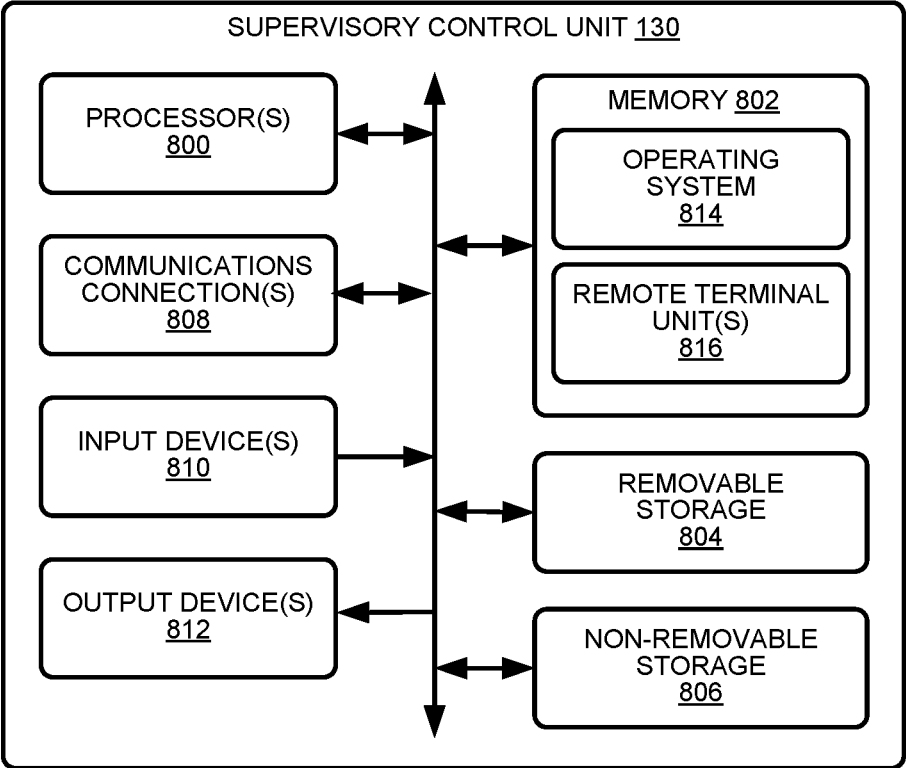 SUPERVISORY CONTROL UNIT 130
PROCESSOR(S)
800
COMMUNICATIONS
CONNECTION(S)
808
INPUT DEVICE(S)
810
OUTPUT DEVICE(S)
812
MEMORY 802
OPERATING
SYSTEM
814
REMOTE TERMINAL
UNIT(S)
816
REMOVABLE
STORAGE
804
NON-REMOVABLE
STORAGE
806